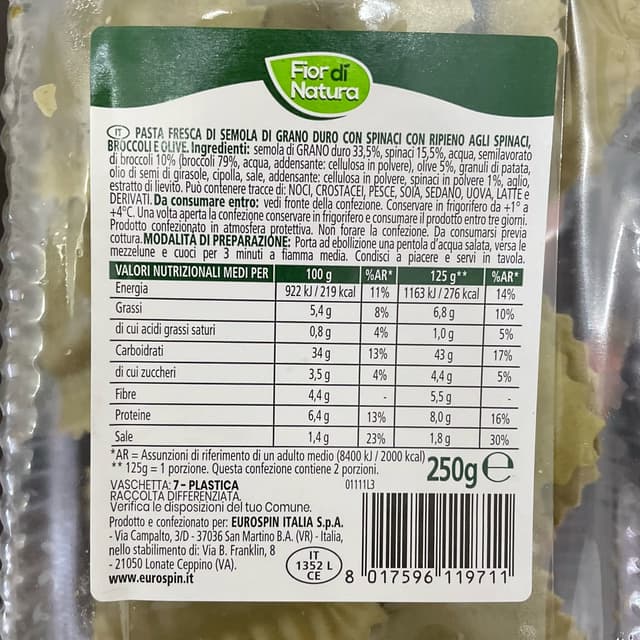 Fior di
Natura
IT PASTA FRESCA DI SEMOLA DI GRANO DURO CON SPINACI CON RIPIENO AGLI SPINACI,
BROCCOLI E OLIVE. Ingredienti: semola di GRANO duro 33,5%, spinaci 15,5%, acqua, semilavorato
di broccoli 10% (broccoli 79%, acqua, addensante: cellulosa in polvere), olive 5%, granuli di patata,
olio di semi di girasole, cipolla, sale, addensante: cellulosa in polvere, spinaci in polvere 1%, aglio,
estratto di lievito. Può contenere tracce di: NOCI, CROSTACEI, PESCE, SOIA, SEDANO, UOVA, LATTE e
DERIVATI. Da consumare entro: vedi fronte della confezione. Conservare in frigorifero da +1° a
+4°C. Una volta aperta la confezione conservare in frigorifero e consumare il prodotto entro tre giorni.
Prodotto confezionato in atmosfera protettiva. Non forare la confezione. Da consumarsi previa
cottura. MODALITÀ DI PREPARAZIONE: Porta ad ebollizione una pentola d'acqua salata, versa le
mezzelune e cuoci per 3 minuti a fiamma media. Condisci a piacere e servi in tavola.
VALORI NUTRIZIONALI MEDI PER 100 g %AR* 125 g** %AR*
Energia 922 kJ / 219 kcal 11% 1163 kJ / 276 kcal 14%
Grassi 5,4 g 8% 6,8 g 10%
di cui acidi grassi saturi 0,8 g 4% 1,0 g 5%
Carboidrati 34 g 13% 43 g 17%
di cui zuccheri 3,5 g 4% 4,4 g 5%
Fibre 4,4 g - 5,5 g -
Proteine 6,4 g 13% 8,0 g 16%
Sale 1,4 g 23% 1,8 g 30%
*AR = Assunzioni di riferimento di un adulto medio (8400 kJ / 2000 kcal)
** 125g = 1 porzione. Questa confezione contiene 2 porzioni.
250g e
VASCHETTA: 7 - PLASTICA 01111L3
RACCOLTA DIFFERENZIATA.
Verifica le disposizioni del tuo Comune.
Prodotto e confezionato per: EUROSPIN ITALIA S.p.A.
- Via Campalto, 3/D - 37036 San Martino B.A. (VR) - Italia,
nello stabilimento di: Via B. Franklin, 8
- 21050 Lonate Ceppino (VA).
www.eurospin.it
IT
1352 L
CE
8 017596 119711